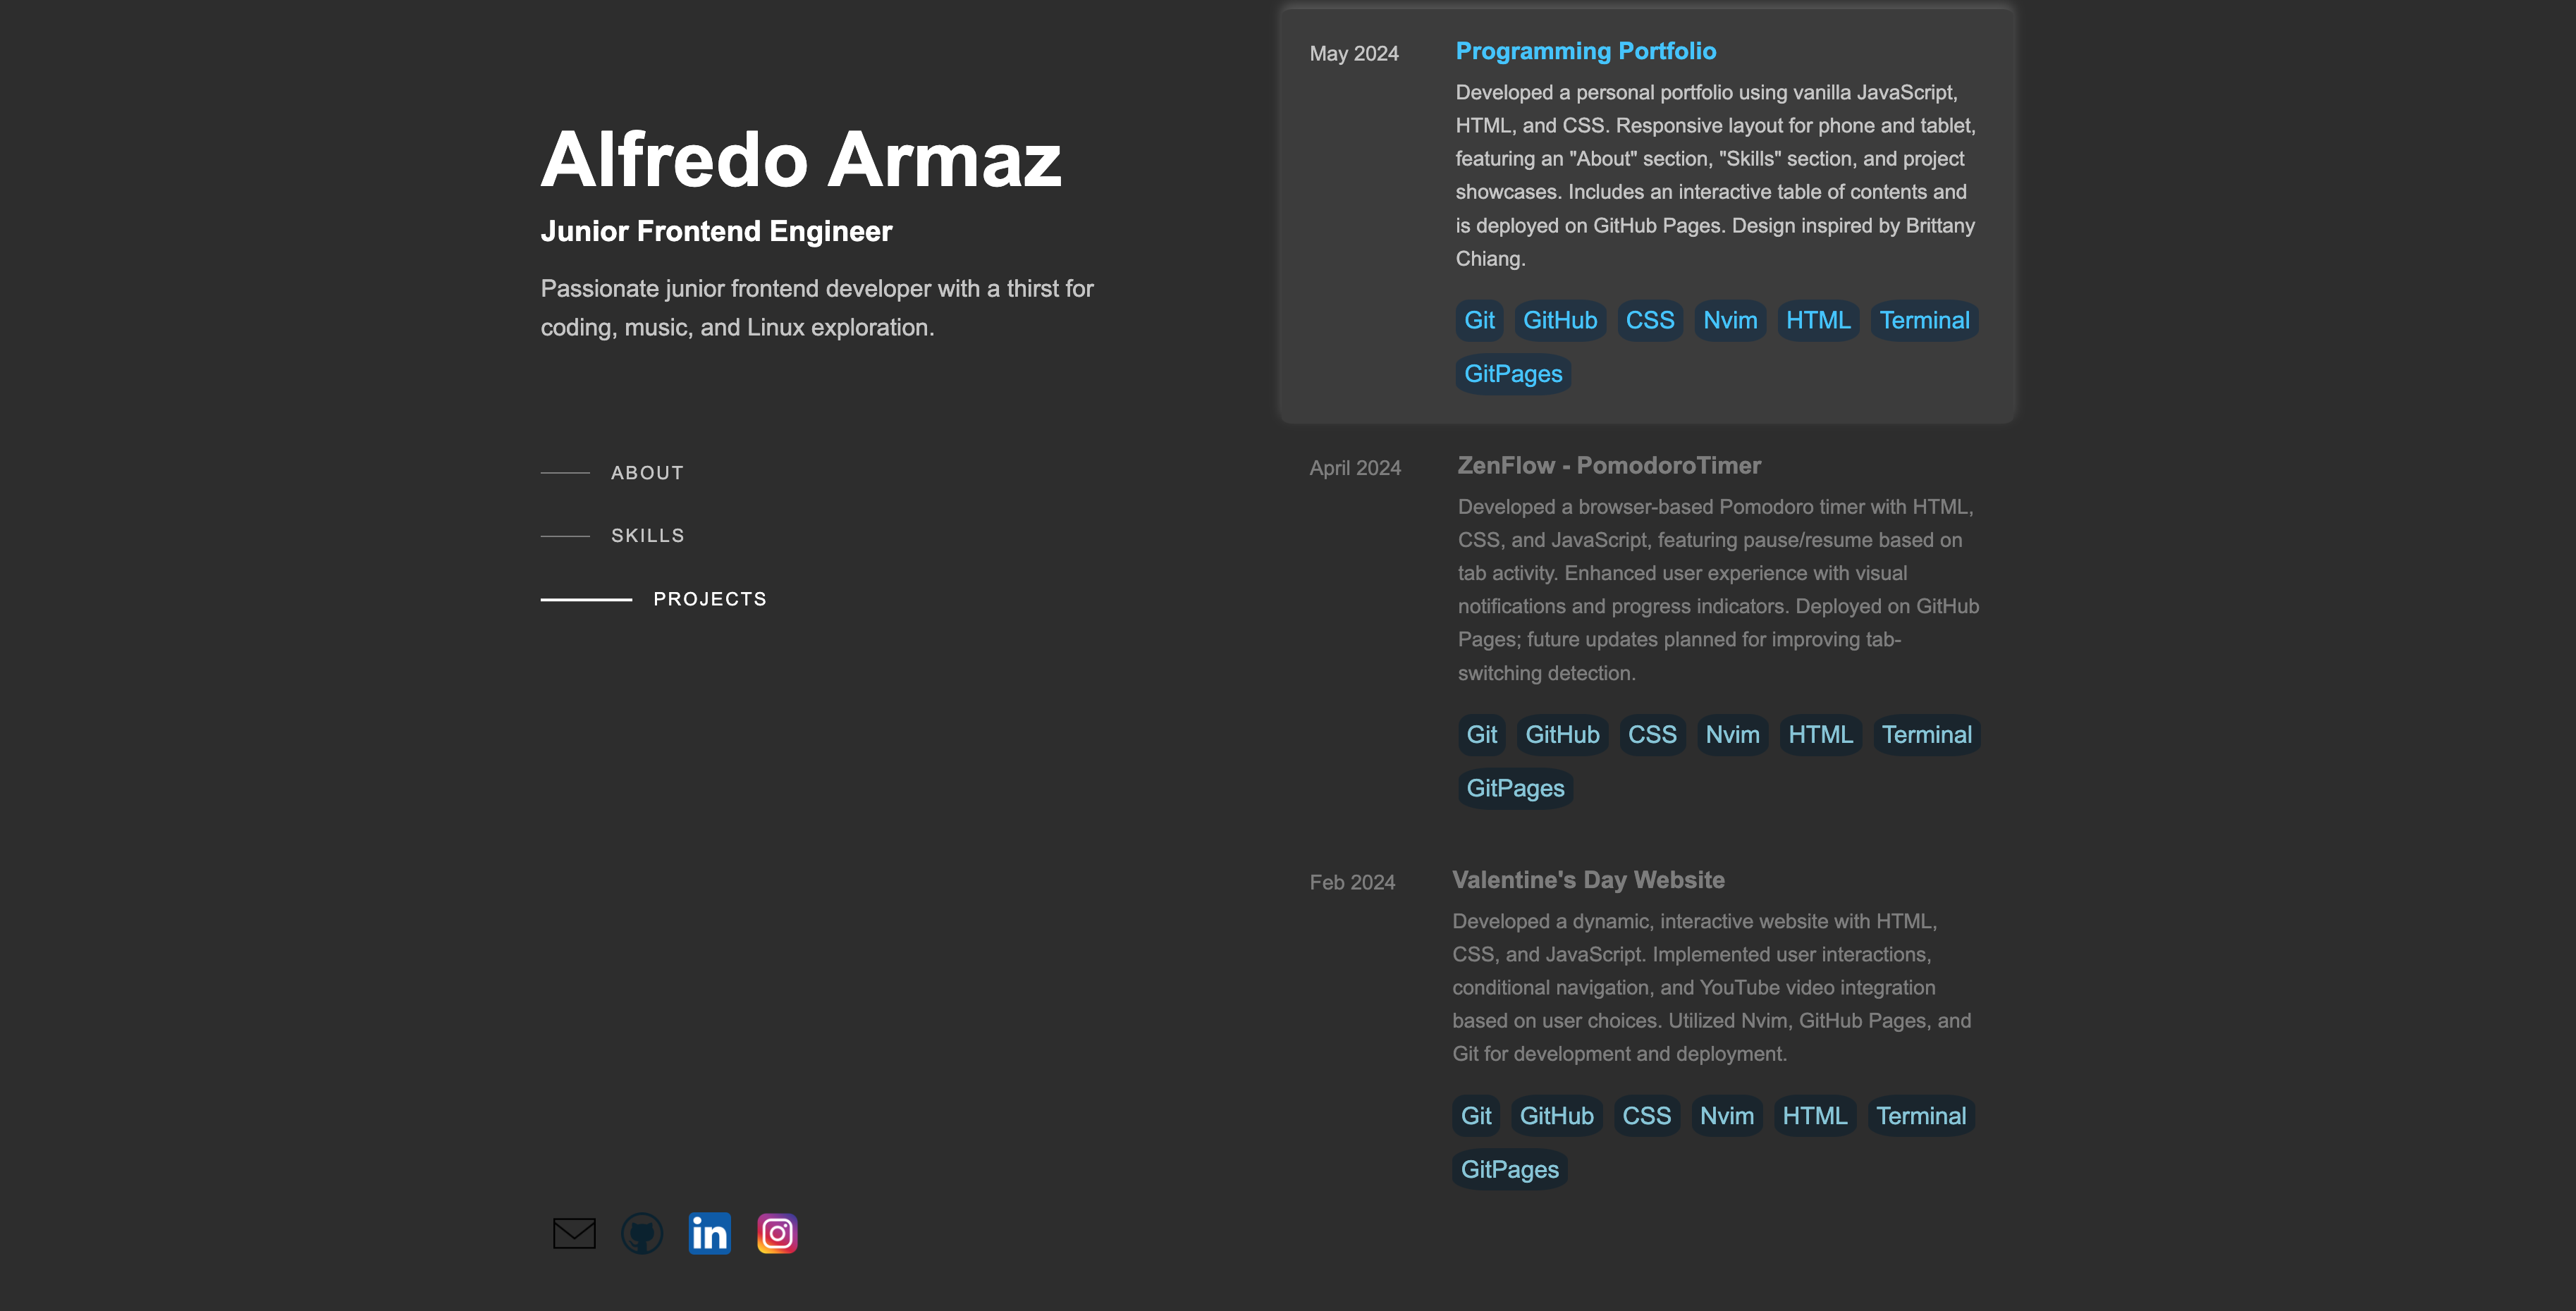 Alfredo Armaz
Junior Frontend Engineer
Passionate junior frontend developer with a thirst for
coding, music, and Linux exploration.
ABOUT
SKILLS
PROJECTS
in
May 2024
Programming Portfolio
Developed a personal portfolio using vanilla JavaScript,
HTML, and CSS. Responsive layout for phone and tablet,
featuring an "About" section, "Skills" section, and project
showcases. Includes an interactive table of contents and
is deployed on GitHub Pages. Design inspired by Brittany
Chiang.
Git GitHub CSS Nvim HTML Terminal
GitPages
April 2024
ZenFlow - PomodoroTimer
Developed a browser-based Pomodoro timer with HTML,
CSS, and JavaScript, featuring pause/resume based on
tab activity. Enhanced user experience with visual
notifications and progress indicators. Deployed on GitHub
Pages; future updates planned for improving tab-
switching detection.
Git GitHub CSS Nvim HTML Terminal
GitPages
Feb 2024
Valentine's Day Website
Developed a dynamic, interactive website with HTML,
CSS, and JavaScript. Implemented user interactions,
conditional navigation, and YouTube video integration
based on user choices. Utilized Nvim, GitHub Pages, and
Git for development and deployment.
Git GitHub CSS Nvim HTML Terminal
GitPages